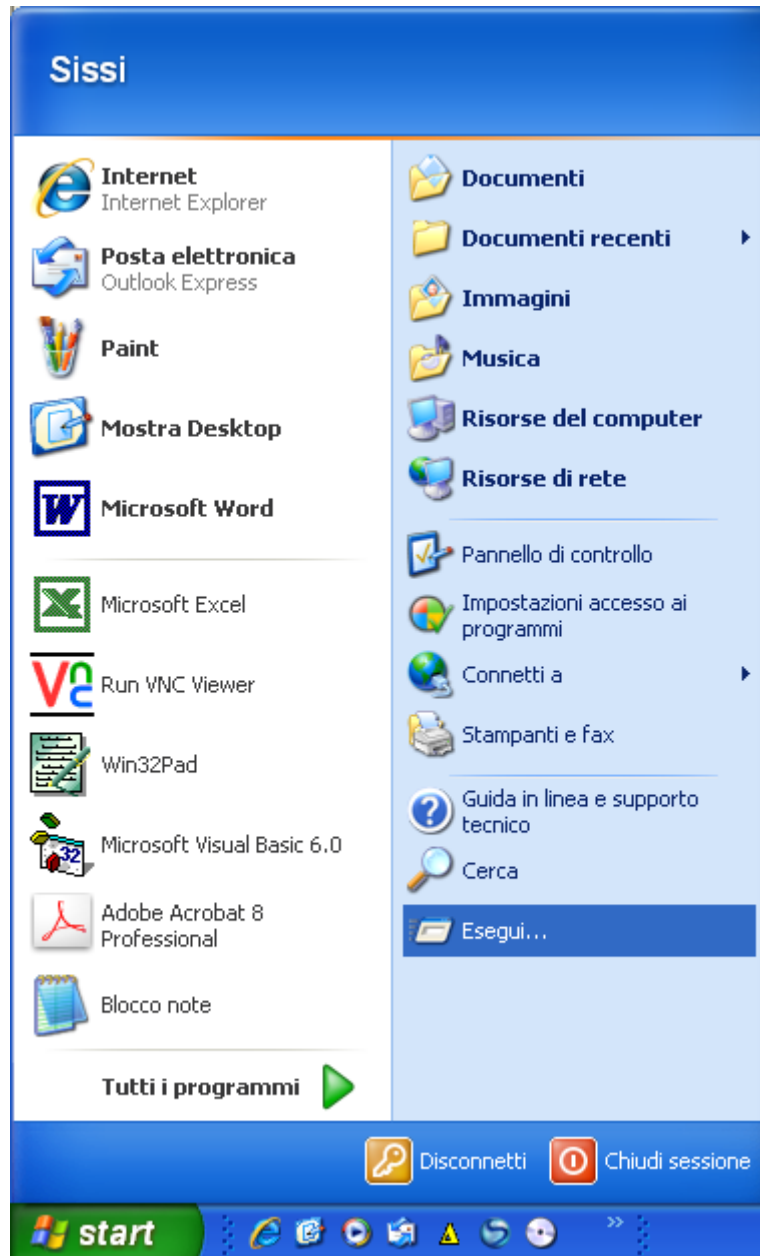 Sissi
Internet
Internet Explorer
Posta elettronica
Outlook Express
Paint
Mostra Desktop
Microsoft Word
Microsoft Excel
Run VNC Viewer
Win32Pad
Microsoft Visual Basic 6.0
Adobe Acrobat 8
Professional
Blocco note
Tutti i programmi
Documenti
Documenti recenti
Immagini
Musica
Risorse del computer
Risorse di rete
Pannello di controllo
Impostazioni accesso ai
programmi
Connetti a
Stampanti e fax
Guida in linea e supporto
tecnico
Cerca
Esegui...
Disconnetti
Chiudi sessione
start